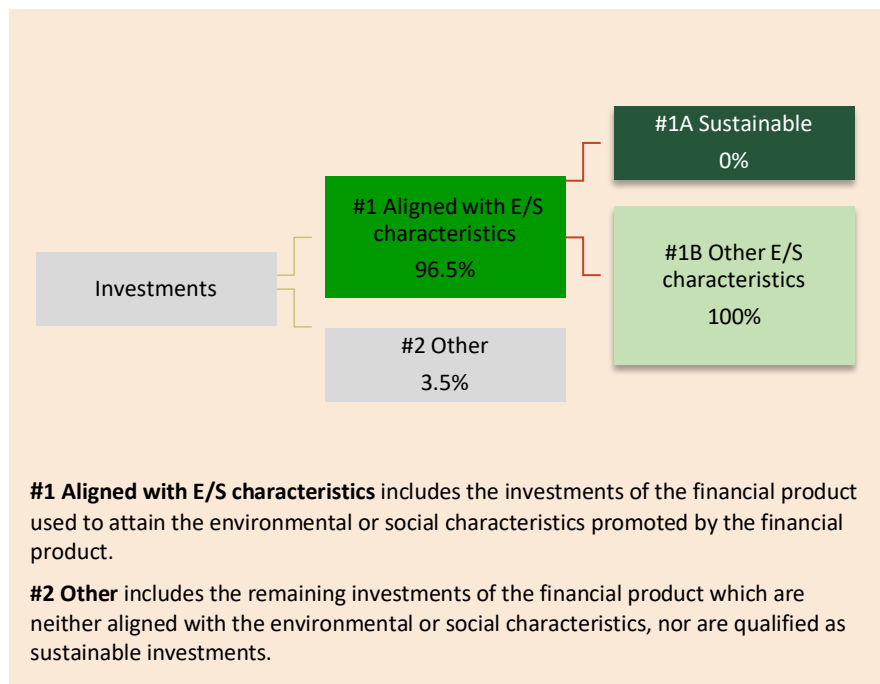 #1A Sustainable
0%
#1 Aligned with E/S
characteristics
96.5%
#1B Other E/S
characteristics
100%
Investments
#2 Other
3.5%
#1 Aligned with E/S characteristics includes the investments of the financial product
used to attain the environmental or social characteristics promoted by the financial
product.
#2 Other includes the remaining investments of the financial product which are
neither aligned with the environmental or social characteristics, nor are qualified as
sustainable investments.